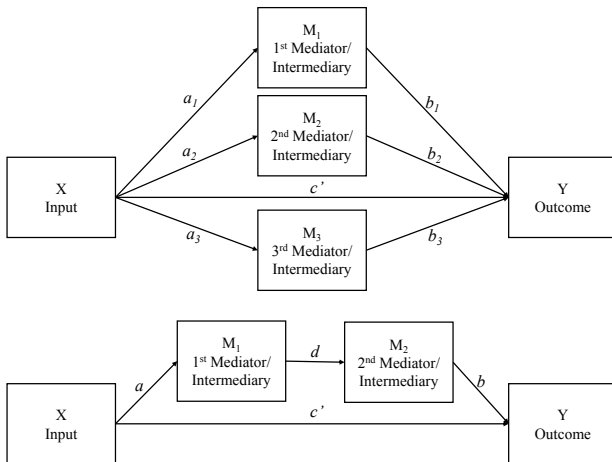 M₁
1st Mediator/
Intermediary
a₁
b₁
M₂
2nd Mediator/
Intermediary
a₂
b₂
X
Input
c’
Y
Outcome
M₃
3rd Mediator/
Intermediary
a₃
b₃
M₁
1st Mediator/
Intermediary
d
M₂
2nd Mediator/
Intermediary
a
b
X
Input
c’
Y
Outcome